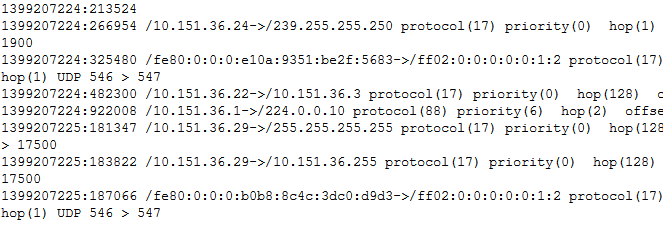 1399207224:213524
1399207224:266954 /10.151.36.24->/239.255.255.250 protocol(17) priority(0)  hop(1)
1900
1399207224:325480 /fe80:0:0:0:e10a:9351:be2f:5683->/ff02:0:0:0:0:0:1:2 protocol(17)
hop(1) UDP 546 > 547
1399207224:482300 /10.151.36.22->/10.151.36.3 protocol(17) priority(0)  hop(128)
1399207224:922008 /10.151.36.1->/224.0.0.10 protocol(88) priority(6)  hop(2)  offse
1399207225:181347 /10.151.36.29->/255.255.255.255 protocol(17) priority(0)  hop(128
> 17500
1399207225:183822 /10.151.36.29->/10.151.36.255 protocol(17) priority(0)  hop(128)
17500
1399207225:187066 /fe80:0:0:0:b0b8:8c4c:3dc0:d9d3->/ff02:0:0:0:0:0:1:2 protocol(17)
hop(1) UDP 546 > 547